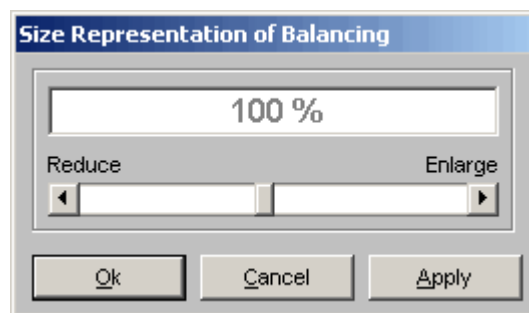 Size Representation of Balancing
100 %
Reduce Enlarge
Ok Cancel Apply